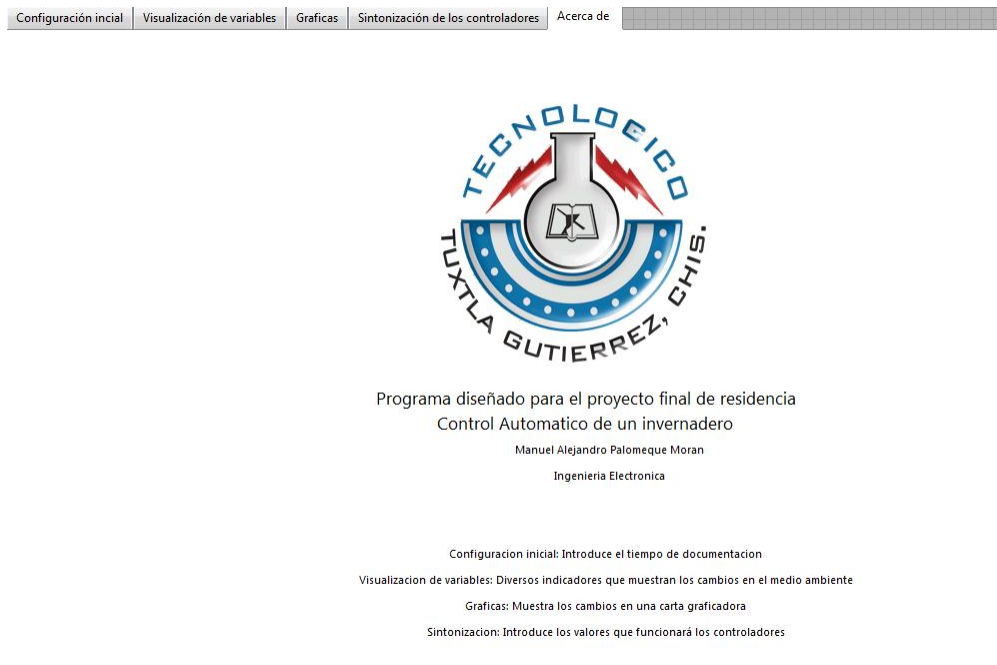 Configuración incial
Visualización de variables
Graficas
Sintonización de los controladores
Acerca de
TECNOLOGICO
TUXTLA GUTIERREZ, CHIS.
Programa diseñado para el proyecto final de residencia
Control Automatico de un invernadero
Manuel Alejandro Palomeque Moran
Ingenieria Electronica
Configuracion inicial: Introduce el tiempo de documentacion
Visualizacion de variables: Diversos indicadores que muestran los cambios en el medio ambiente
Graficas: Muestra los cambios en una carta graficadora
Sintonizacion: Introduce los valores que funcionará los controladores